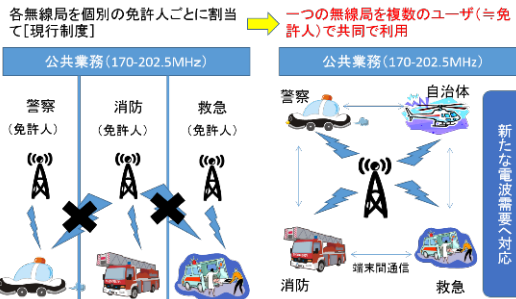 各無線局を個別の免許人ごとに割当
て[現行制度]
公共業務(170-202.5MHz)
警察
(免許人)
消防
(免許人)
救急
(免許人)
一つの無線局を複数のユーザ(≒免
許人)で共同で利用
公共業務(170-202.5MHz)
警察
自治体
消防
端末間通信
救急
新たな電波需要へ対応